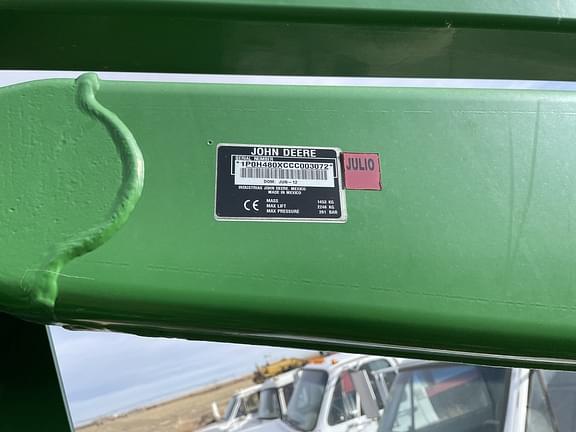 JOHN DEERE
SERIAL NUMBER
*1P0H480XCCC003072*
DOM: JUN-12
INDUSTRIAS JOHN DEERE, MEXICO
MADE IN MEXICO
CE
MASS 1452 KG
MAX LIFT 2246 KG
MAX PRESSURE 261 BAR
JULIO